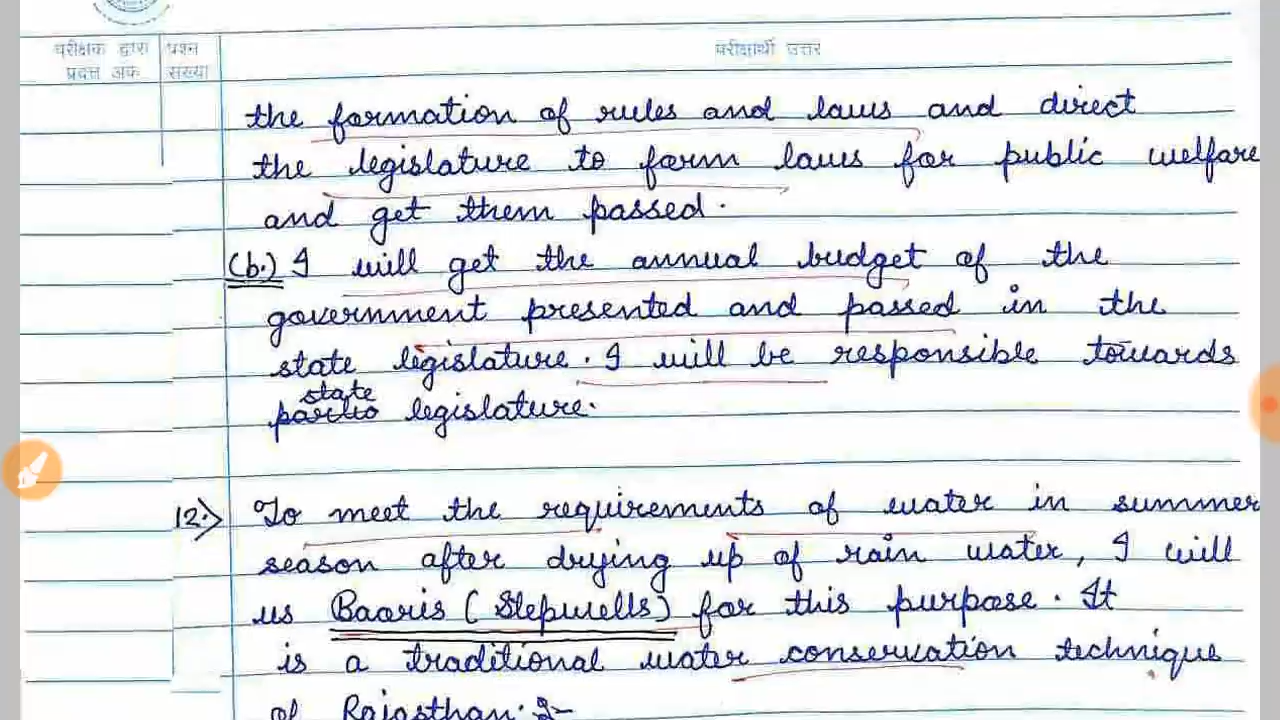 परीक्षक द्वारा प्रदत्त अंक
प्रश्न संख्या
परीक्षार्थी उत्तर
the formation of rules and laws and direct
the legislature to form laws for public welfare
and get them passed.
(b.) I will get the annual budget of the
government presented and passed in the
state legislature. I will be responsible towards
state
legislature.
12.> To meet the requirements of water in summer
season after drying up of rain water, I will
us Baoris (Stepwells) for this purpose. It
is a traditional water conservation technique
of Rajasthan:-